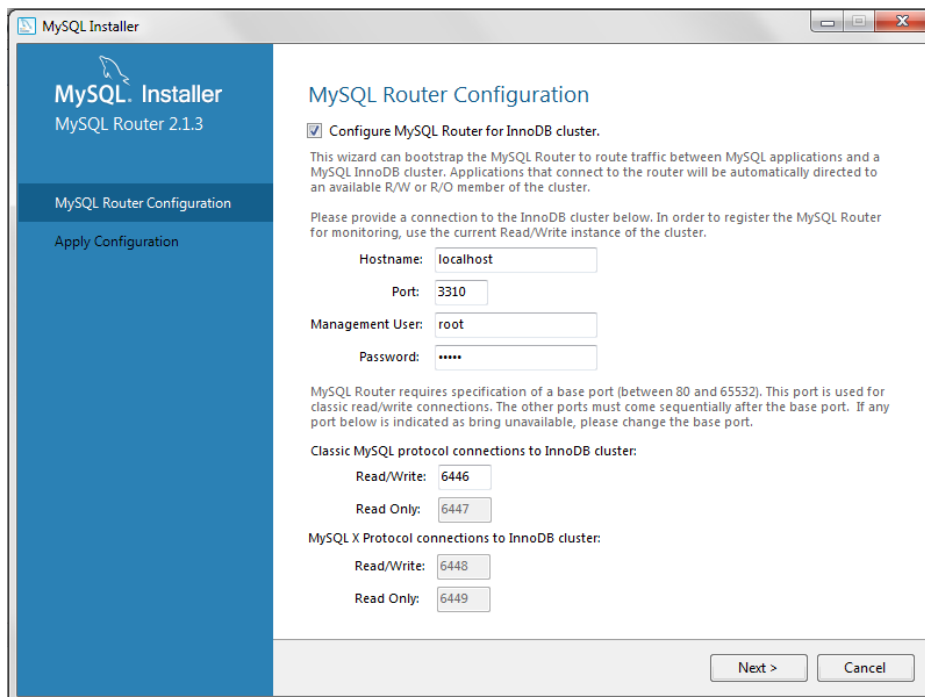 MySQL Installer
MySQL. Installer
MySQL Router 2.1.3
MySQL Router Configuration
Apply Configuration
MySQL Router Configuration
Configure MySQL Router for InnoDB cluster.
This wizard can bootstrap the MySQL Router to route traffic between MySQL applications and a
MySQL InnoDB cluster. Applications that connect to the router will be automatically directed to
an available R/W or R/O member of the cluster.
Please provide a connection to the InnoDB cluster below. In order to register the MySQL Router
for monitoring, use the current Read/Write instance of the cluster.
Hostname: localhost
Port: 3310
Management User: root
Password: •••••
MySQL Router requires specification of a base port (between 80 and 65532). This port is used for
classic read/write connections. The other ports must come sequentially after the base port. If any
port below is indicated as bring unavailable, please change the base port.
Classic MySQL protocol connections to InnoDB cluster:
Read/Write: 6446
Read Only: 6447
MySQL X Protocol connections to InnoDB cluster:
Read/Write: 6448
Read Only: 6449
Next >
Cancel